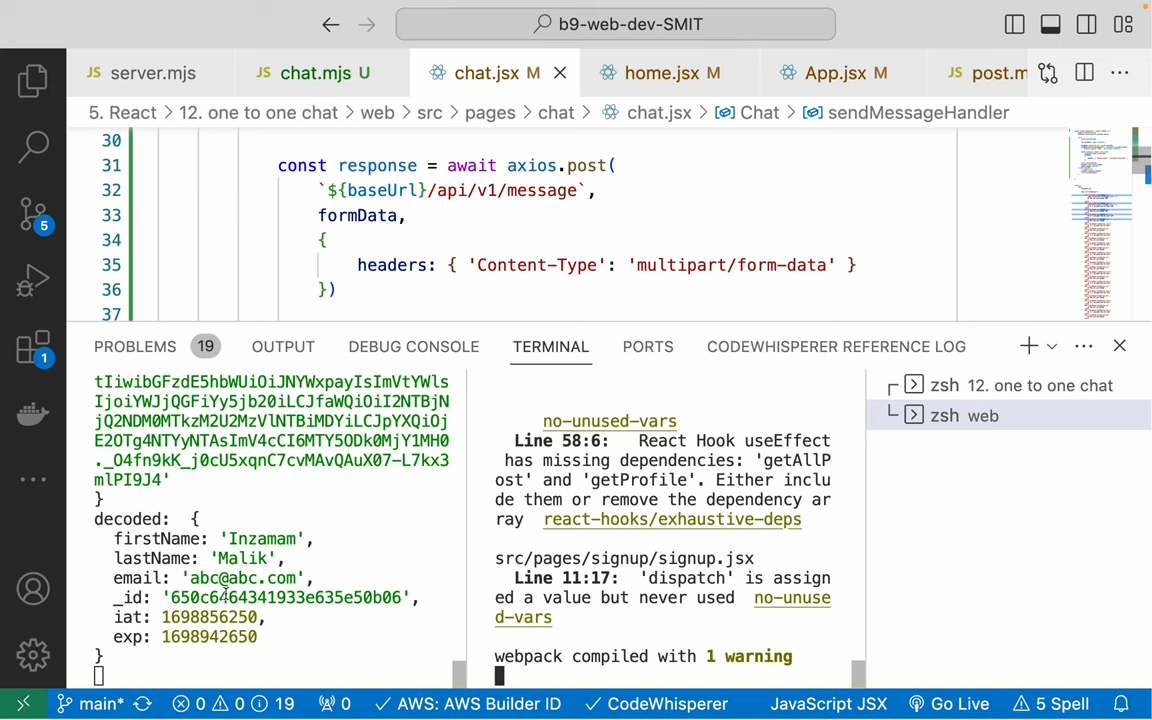 b9-web-dev-SMIT
JS server.mjs
JS chat.mjs U
chat.jsx M
home.jsx M
App.jsx M
JS post.m
5. React > 12. one to one chat > web > src > pages > chat > chat.jsx > Chat > sendMessageHandler
30
31 const response = await axios.post(
32 `${baseUrl}/api/v1/message`,
33 formData,
34 {
35 headers: { 'Content-Type': 'multipart/form-data' }
36 })
37
PROBLEMS 19 OUTPUT DEBUG CONSOLE TERMINAL PORTS CODEWHISPERER REFERENCE LOG
tIiwibGFzdE5hbWUiOiJNYWxpayIsImVtYWls
IjoiYWJjQGFiYy5jb20iLCJfaWQiOiI2NTBjN
jQ2NDM0MTkzM2U2MzVlNTBiMDYiLCJpYXQiOj
E2OTg4NTYyNTAsImV4cCI6MTY5ODk0MjY1MH0
._O4fn9kK_j0cU5xqnC7cvMAvQAuX07-L7kx3
mlPI9J4'
}
decoded: {
firstName: 'Inzamam',
lastName: 'Malik',
email: 'abc@abc.com',
_id: '650c6464341933e635e50b06',
iat: 1698856250,
exp: 1698942650
}
no-unused-vars
Line 58:6: React Hook useEffect
has missing dependencies: 'getAllP
ost' and 'getProfile'. Either inclu
de them or remove the dependency ar
ray react-hooks/exhaustive-deps
src/pages/signup/signup.jsx
Line 11:17: 'dispatch' is assign
ed a value but never used no-unuse
d-vars
webpack compiled with 1 warning
zsh 12. one to one chat
zsh web
5
1
main* 0 0 19 0 AWS: AWS Builder ID CodeWhisperer JavaScript JSX Go Live 5 Spell